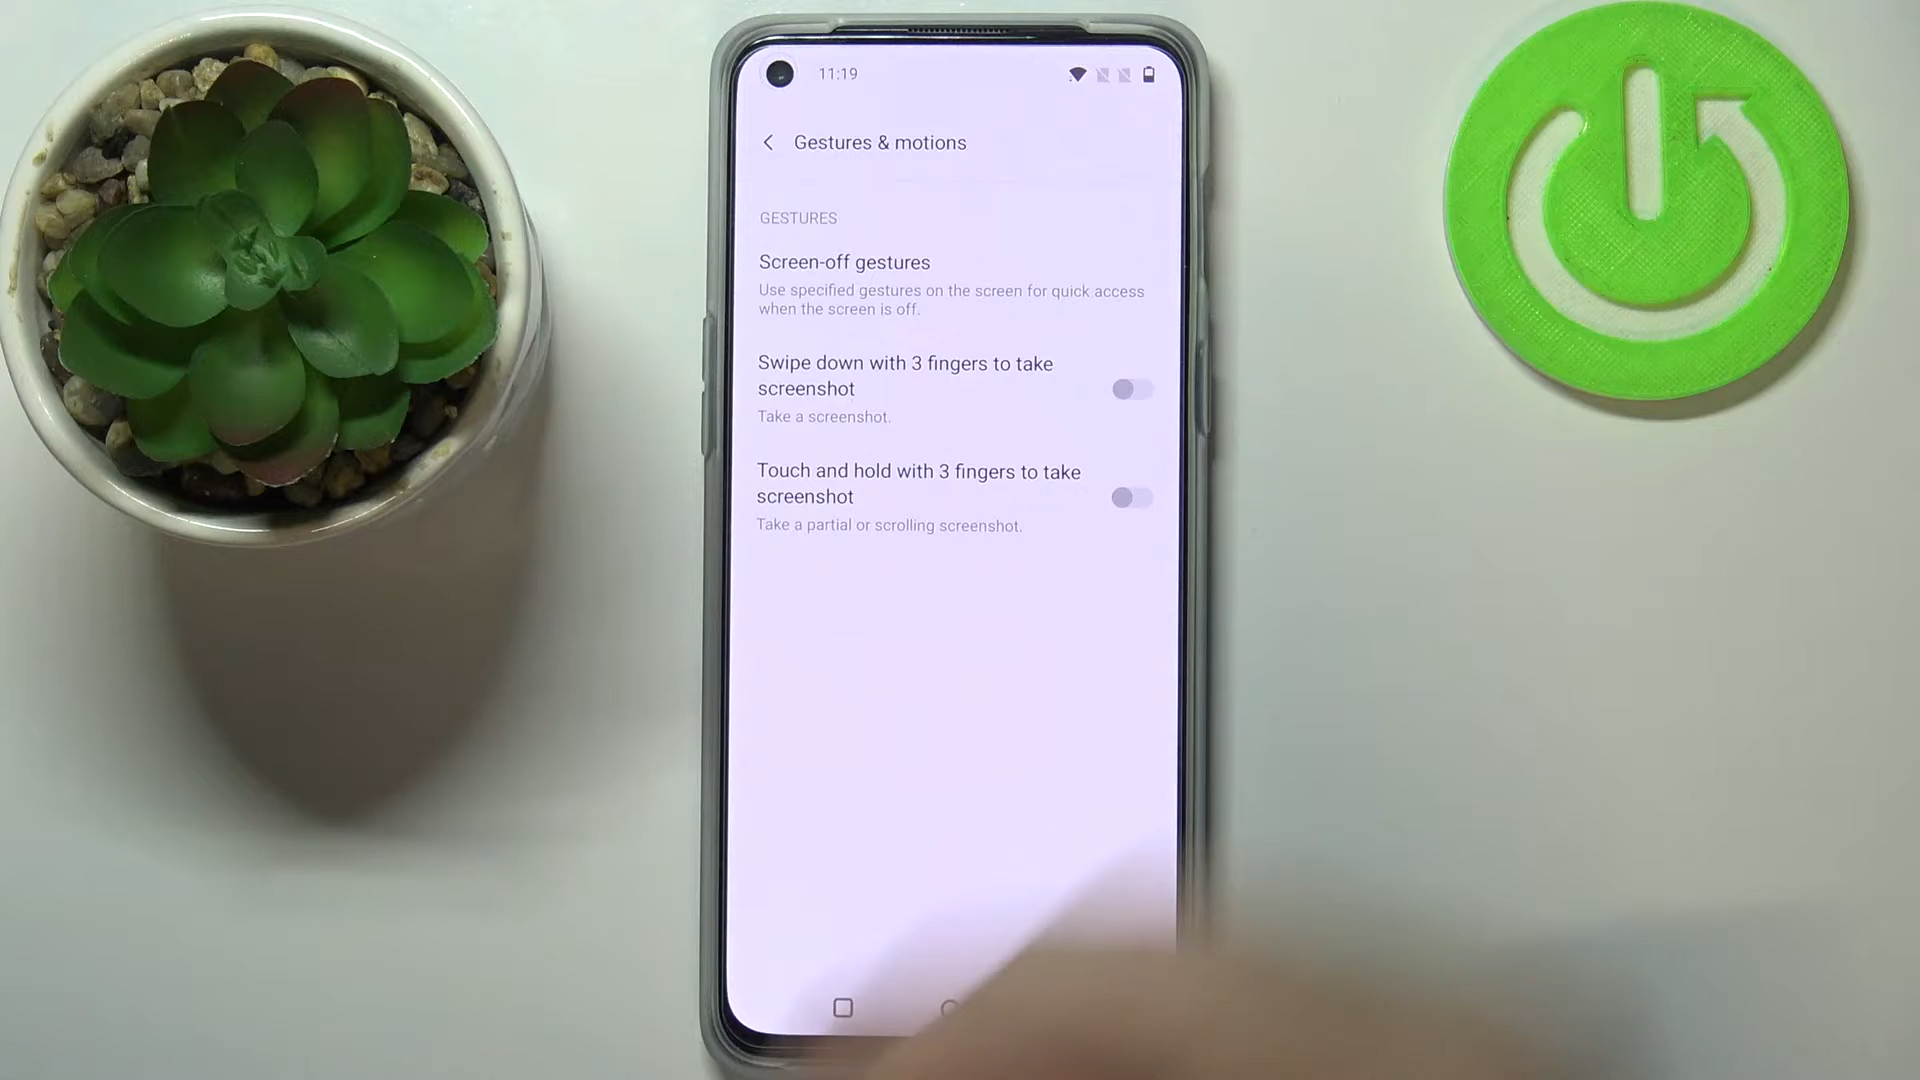 11:19
Gestures & motions
GESTURES
Screen-off gestures
Use specified gestures on the screen for quick access
when the screen is off.
Swipe down with 3 fingers to take
screenshot
Take a screenshot.
Touch and hold with 3 fingers to take
screenshot
Take a partial or scrolling screenshot.